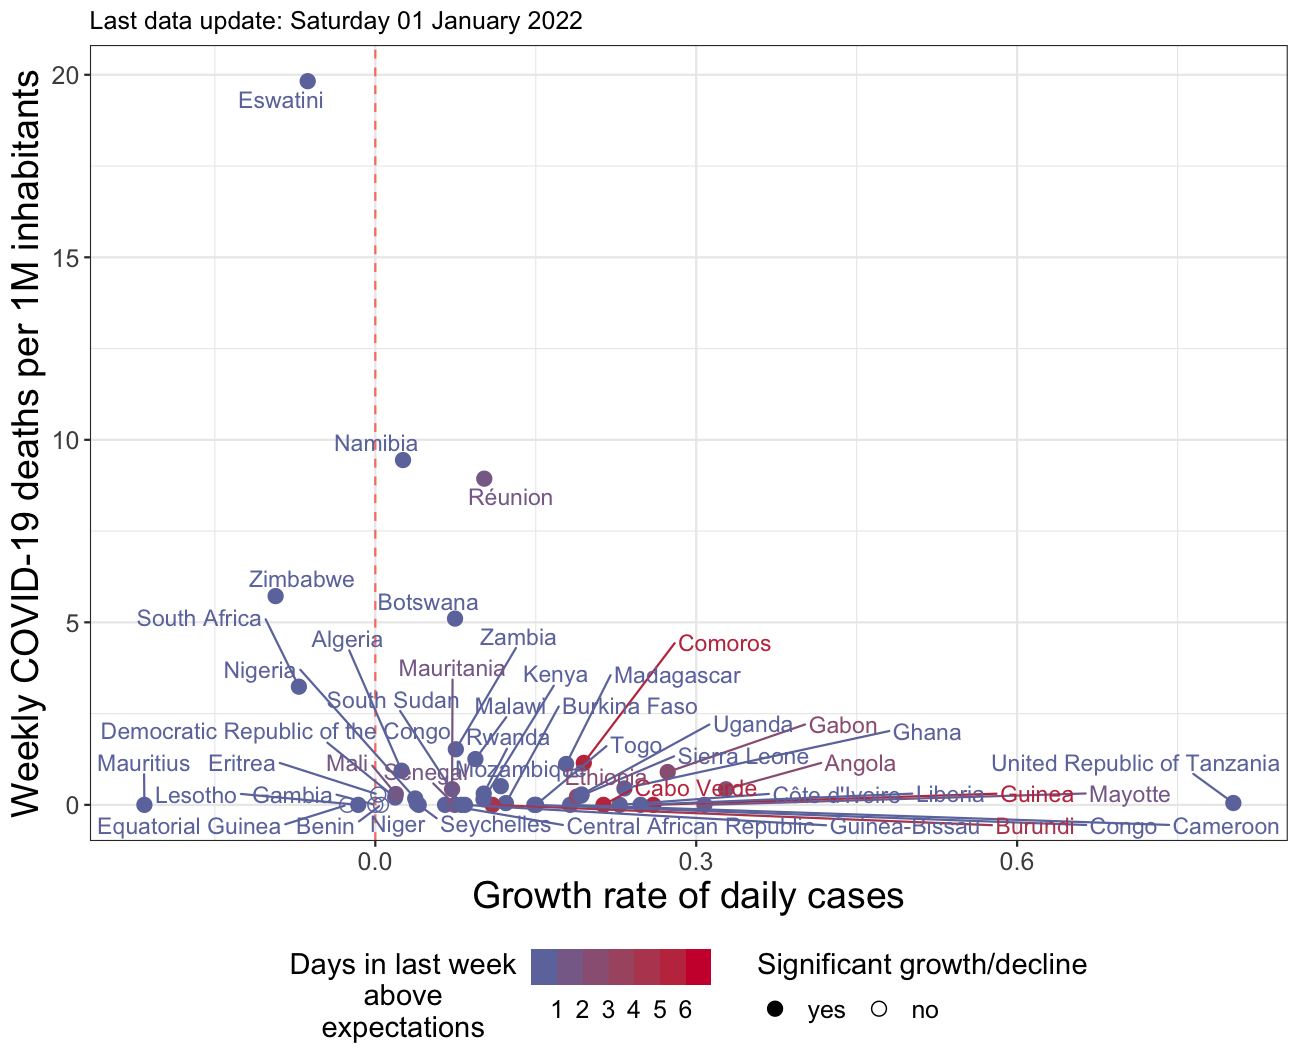 Last data update: Saturday 01 January 2022
Weekly COVID-19 deaths per 1M inhabitants
20
15
10
5
0
Eswatini
Namibia
Réunion
Zimbabwe
Botswana
South Africa
Algeria
Zambia
Comoros
Nigeria
Mauritania
Kenya
Madagascar
South Sudan
Malawi
Burkina Faso
Democratic Republic of the Congo
Rwanda
Uganda
Gabon
Ghana
Togo
Sierra Leone
Mauritius
Eritrea
Mali
Senegal
Mozambique
Ethiopia
Angola
United Republic of Tanzania
Lesotho
Gambia
Cabo Verde
Côte d'Ivoire
Liberia
Guinea
Mayotte
Equatorial Guinea
Benin
Niger
Seychelles
Central African Republic
Guinea-Bissau
Burundi
Congo
Cameroon
0.0
0.3
0.6
Growth rate of daily cases
Days in last week
above
expectations
1 2 3 4 5 6
Significant growth/decline
yes
no